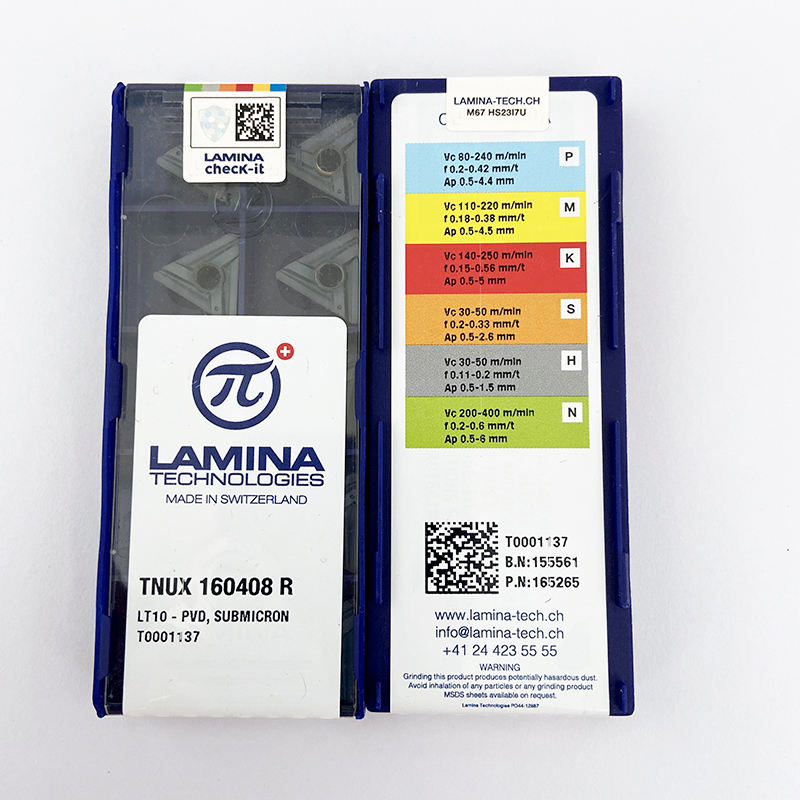 LAMINA
check-it
π
LAMINA
TECHNOLOGIES
MADE IN SWITZERLAND
TNUX 160408 R
LT10 - PVD, SUBMICRON
T0001137
LAMINA-TECH.CH
M67 HS23I7U
Vc 80-240 m/min
f 0.2-0.42 mm/t
Ap 0.5-4.4 mm
P
Vc 110-220 m/min
f 0.18-0.38 mm/t
Ap 0.5-4.5 mm
M
Vc 140-250 m/min
f 0.15-0.56 mm/t
Ap 0.5-5 mm
K
Vc 30-50 m/min
f 0.2-0.33 mm/t
Ap 0.5-2.6 mm
S
Vc 30-50 m/min
f 0.11-0.2 mm/t
Ap 0.5-1.5 mm
H
Vc 200-400 m/min
f 0.2-0.6 mm/t
Ap 0.5-6 mm
N
T0001137
B.N:155561
P.N:165265
www.lamina-tech.ch
info@lamina-tech.ch
+41 24 423 55 55
WARNING
Grinding this product produces potentially hazardous dust.
Avoid inhalation of any particles or any grinding product
MSDS sheets available on request.
Lamina Technologies PO44-12887